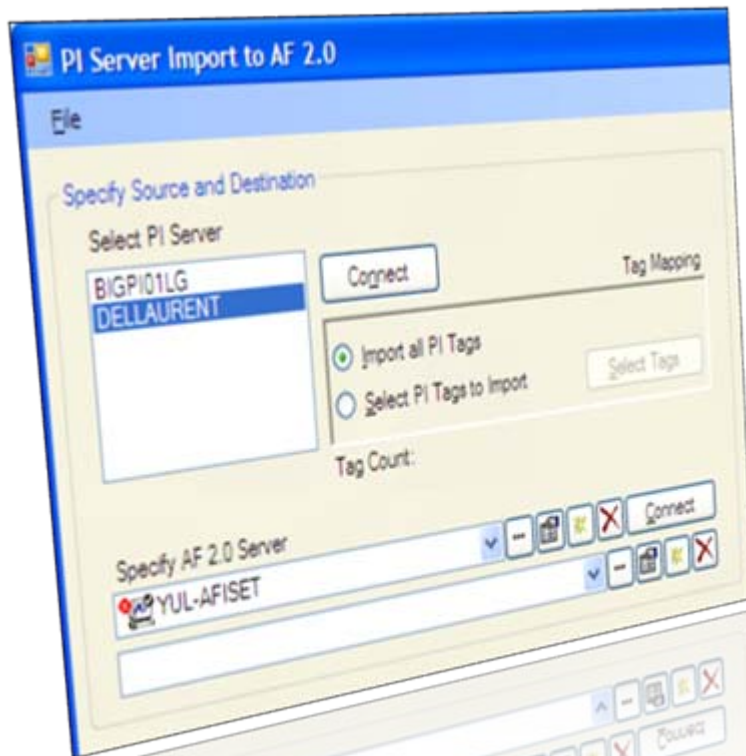 PI Server Import to AF 2.0
File
Specify Source and Destination
Select PI Server
BIGPI01LG
DELLAURENT
Connect
Tag Mapping
Import all PI Tags
Select PI Tags to Import
Select Tags
Tag Count:
Specify AF 2.0 Server
YUL-AFISET
Connect